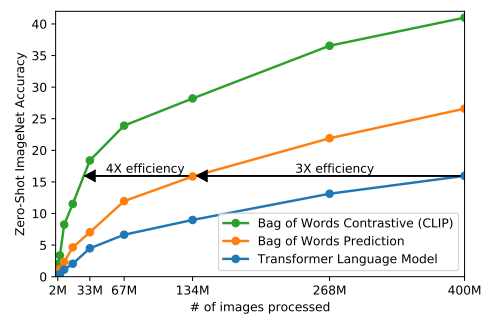 40
35
30
25
20
15
10
5
0
Zero-Shot ImageNet Accuracy
4X efficiency
3X efficiency
Bag of Words Contrastive (CLIP)
Bag of Words Prediction
Transformer Language Model
2M 33M 67M 134M 268M 400M
# of images processed